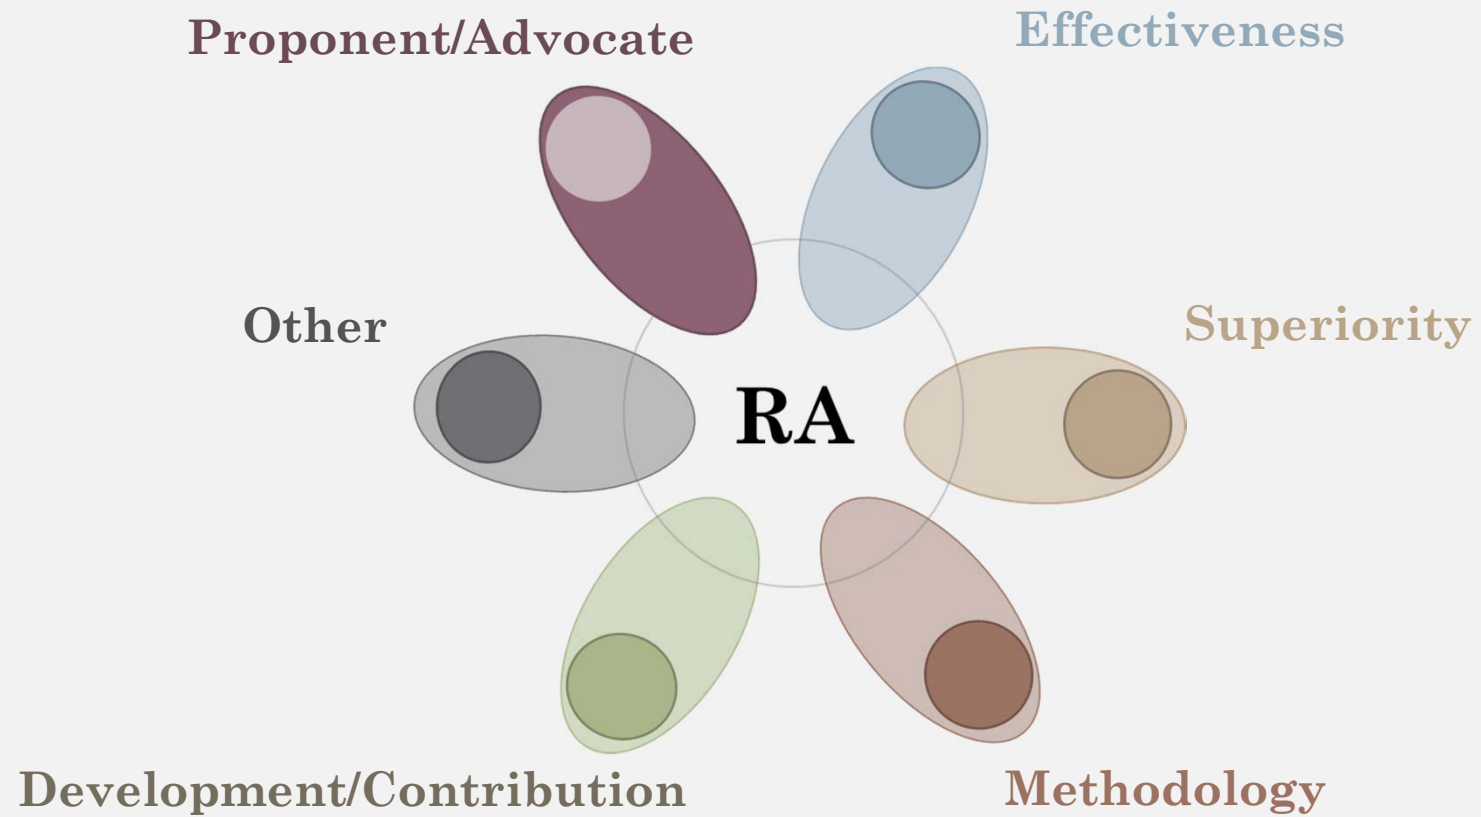 Proponent/Advocate
Effectiveness
Other
Superiority
RA
Development/Contribution
Methodology